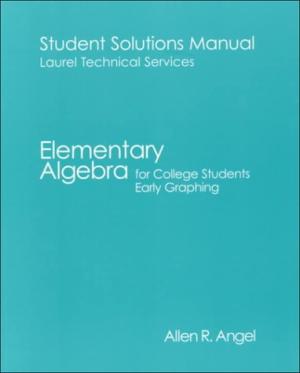 Student Solutions Manual
Laurel Technical Services
Elementary
Algebra for College Students
Early Graphing
Allen R. Angel